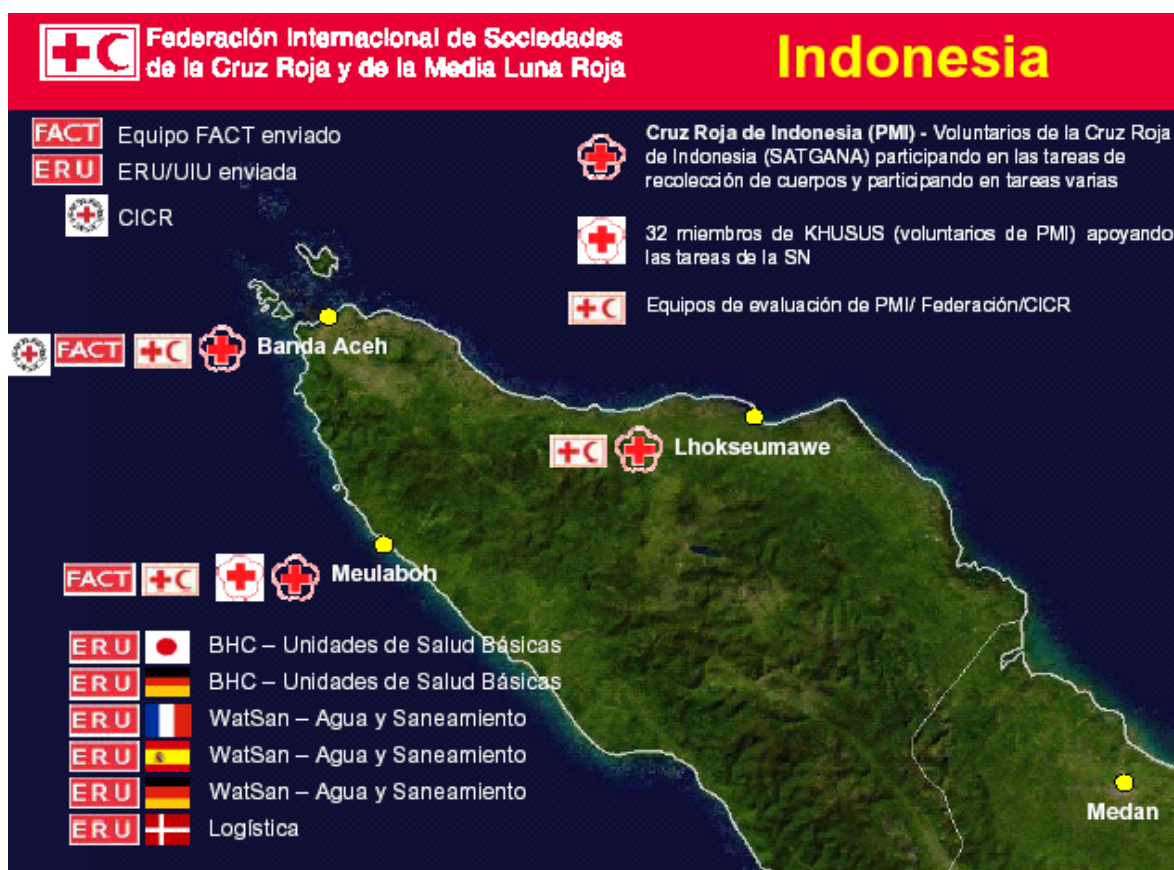 Federación Internacional de Sociedades
de la Cruz Roja y de la Media Luna Roja
Indonesia
FACT Equipo FACT enviado
ERU ERU/UIU enviada
CICR
Cruz Roja de Indonesia (PMI) - Voluntarios de la Cruz Roja
de Indonesia (SATGANA) participando en las tareas de
recolección de cuerpos y participando en tareas varias
32 miembros de KHUSUS (voluntarios de PMI) apoyando
las tareas de la SN
Equipos de evaluación de PMI/ Federación/CICR
FACT Banda Aceh
Lhokseumawe
FACT Meulaboh
ERU BHC – Unidades de Salud Básicas
ERU BHC – Unidades de Salud Básicas
ERU WatSan – Agua y Saneamiento
ERU WatSan – Agua y Saneamiento
ERU WatSan – Agua y Saneamiento
ERU Logística
Medan